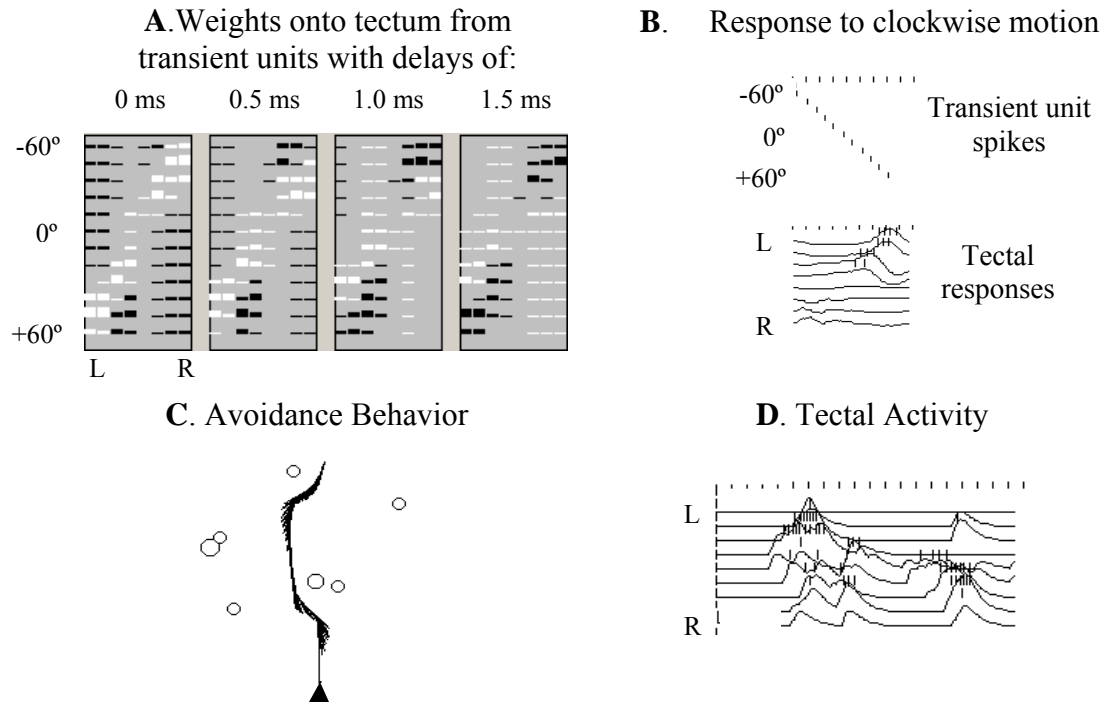 A.Weights onto tectum from
transient units with delays of:
0 ms 0.5 ms 1.0 ms 1.5 ms
-60º
0º
+60º
L R
B. Response to clockwise motion
-60º
0º
+60º
Transient unit
spikes
L
R
Tectal
responses
C. Avoidance Behavior
D. Tectal Activity
L
R